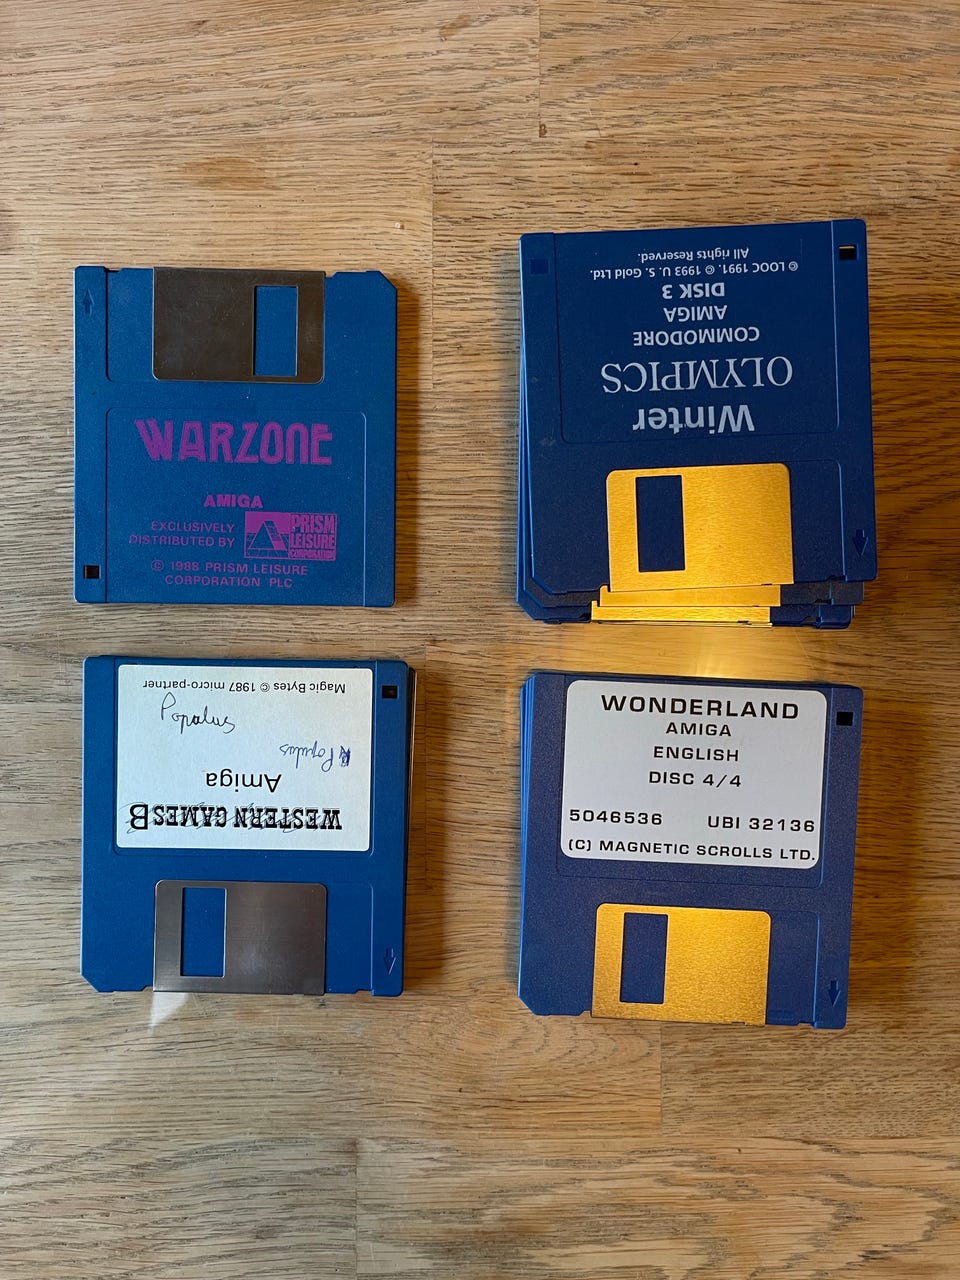 WARZONE
AMIGA
EXCLUSIVELY
DISTRIBUTED BY
PRISM
LEISURE
CORPORATION
© 1988 PRISM LEISURE
CORPORATION PLC
Winter
OLYMPICS
COMMODORE
AMIGA
DISK 3
© LOOC 1991. © 1993 U. S. Gold Ltd.
All rights Reserved.
WESTERN GAMES B
Amiga
Populus
Populus
Magic Bytes © 1987 micro-partner
WONDERLAND
AMIGA
ENGLISH
DISC 4/4
5046536 UBI 32136
(C) MAGNETIC SCROLLS LTD.